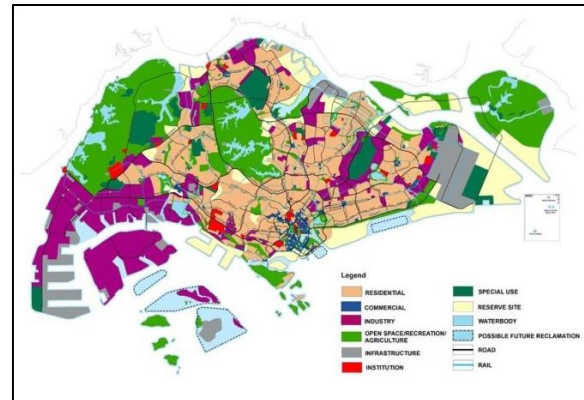 Legend
RESIDENTIAL
COMMERCIAL
INDUSTRY
OPEN SPACE/RECREATION/
AGRICULTURE
INFRASTRUCTURE
INSTITUTION
SPECIAL USE
RESERVE SITE
WATERBODY
POSSIBLE FUTURE RECLAMATION
ROAD
RAIL